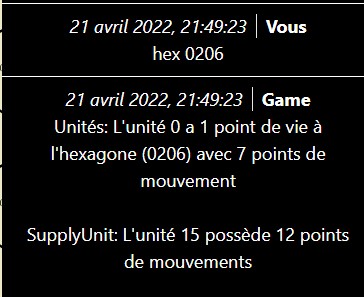 21 avril 2022, 21:49:23 | Vous
hex 0206
21 avril 2022, 21:49:23 | Game
Unités: L'unité 0 a 1 point de vie à
l'hexagone (0206) avec 7 points de
mouvement
SupplyUnit: L'unité 15 possède 12 points
de mouvements